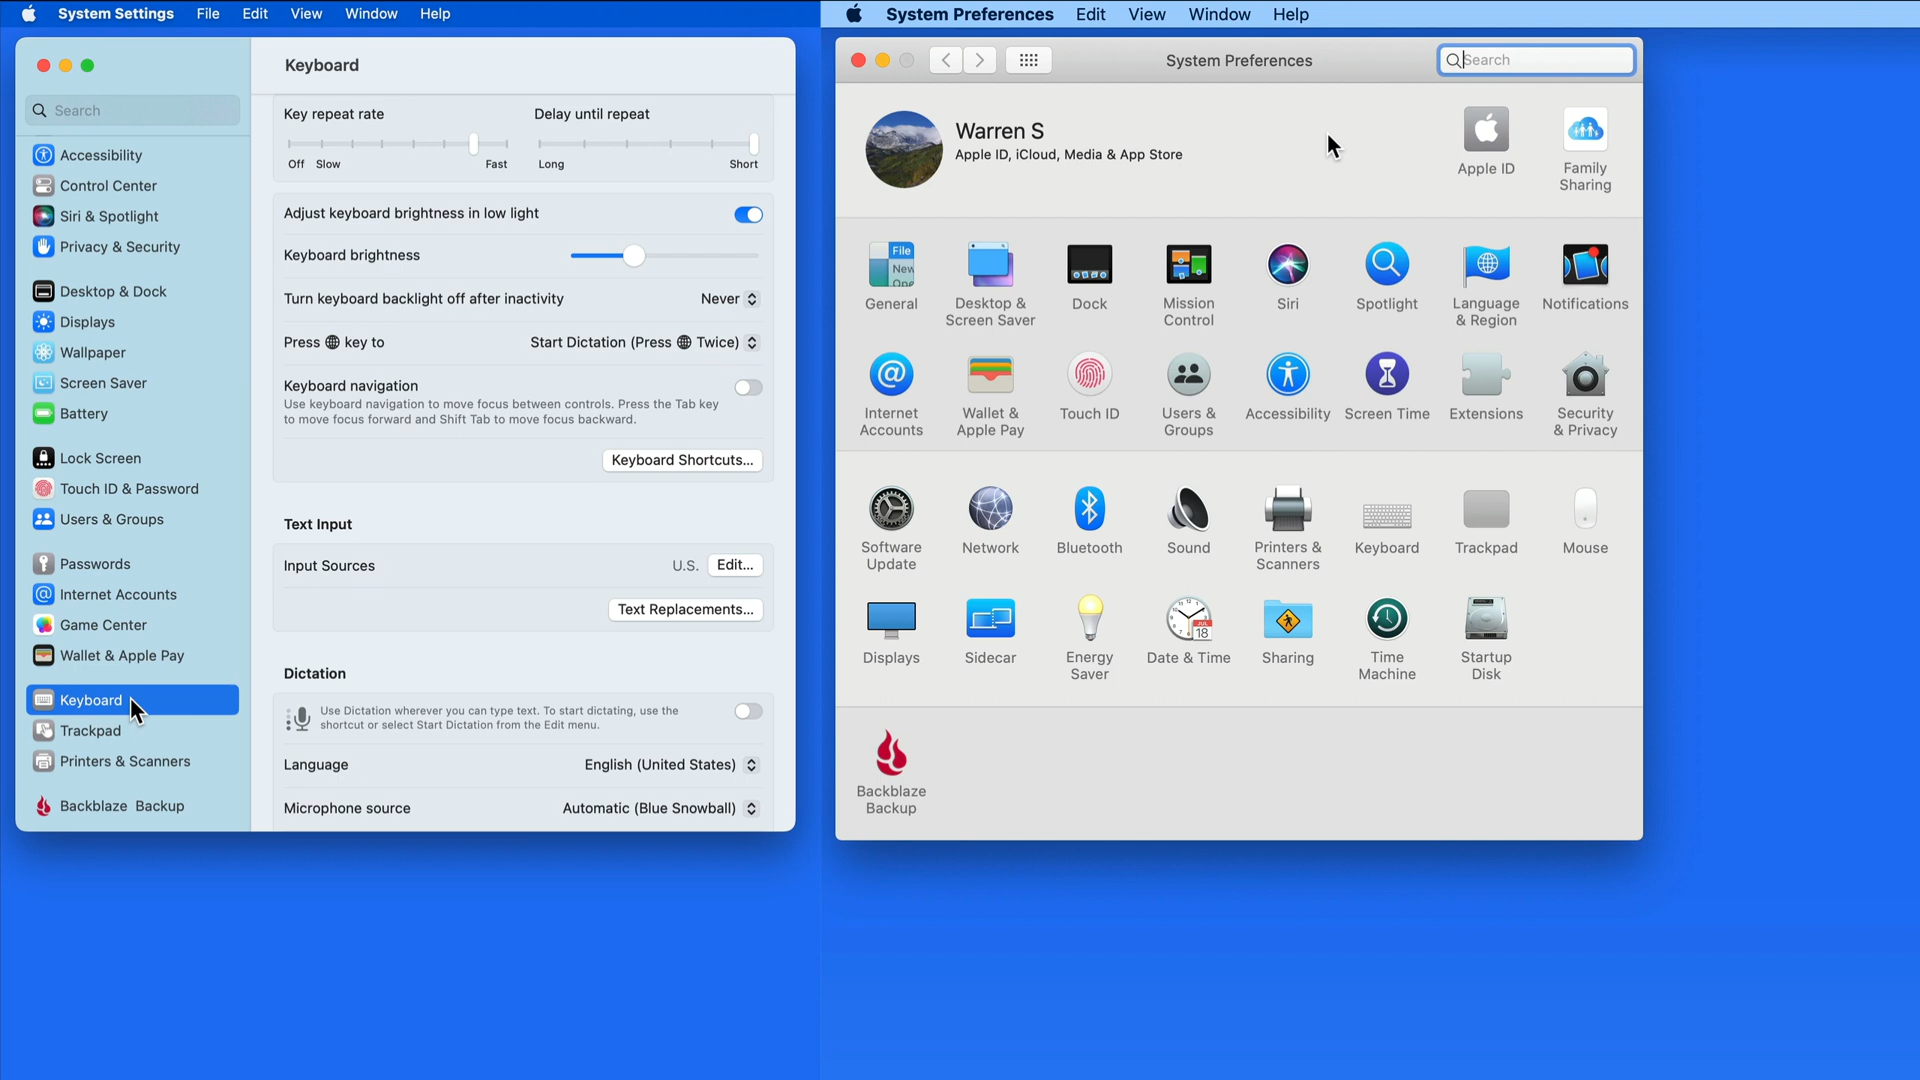 System Settings File Edit View Window Help
Search
Accessibility
Control Center
Siri & Spotlight
Privacy & Security
Desktop & Dock
Displays
Wallpaper
Screen Saver
Battery
Lock Screen
Touch ID & Password
Users & Groups
Passwords
Internet Accounts
Game Center
Wallet & Apple Pay
Keyboard
Trackpad
Printers & Scanners
Backblaze Backup
Keyboard
Key repeat rate Delay until repeat
Off Slow Fast Long Short
Adjust keyboard brightness in low light
Keyboard brightness
Turn keyboard backlight off after inactivity Never
Press key to Start Dictation (Press Twice)
Keyboard navigation
Use keyboard navigation to move focus between controls. Press the Tab key
to move focus forward and Shift Tab to move focus backward.
Keyboard Shortcuts...
Text Input
Input Sources U.S. Edit...
Text Replacements...
Dictation
Use Dictation wherever you can type text. To start dictating, use the
shortcut or select Start Dictation from the Edit menu.
Language English (United States)
Microphone source Automatic (Blue Snowball)
System Preferences Edit View Window Help
System Preferences Search
Warren S
Apple ID, iCloud, Media & App Store
Apple ID
Family
Sharing
File
New
Ope
General
Desktop &
Screen Saver
Dock
Mission
Control
Siri
Spotlight
Language
& Region
Notifications
Internet
Accounts
Wallet &
Apple Pay
Touch ID
Users &
Groups
Accessibility
Screen Time
Extensions
Security
& Privacy
Software
Update
Network
Bluetooth
Sound
Printers &
Scanners
Keyboard
Trackpad
Mouse
Displays
Sidecar
Energy
Saver
JUL
18
Date & Time
Sharing
Time
Machine
Startup
Disk
Backblaze
Backup